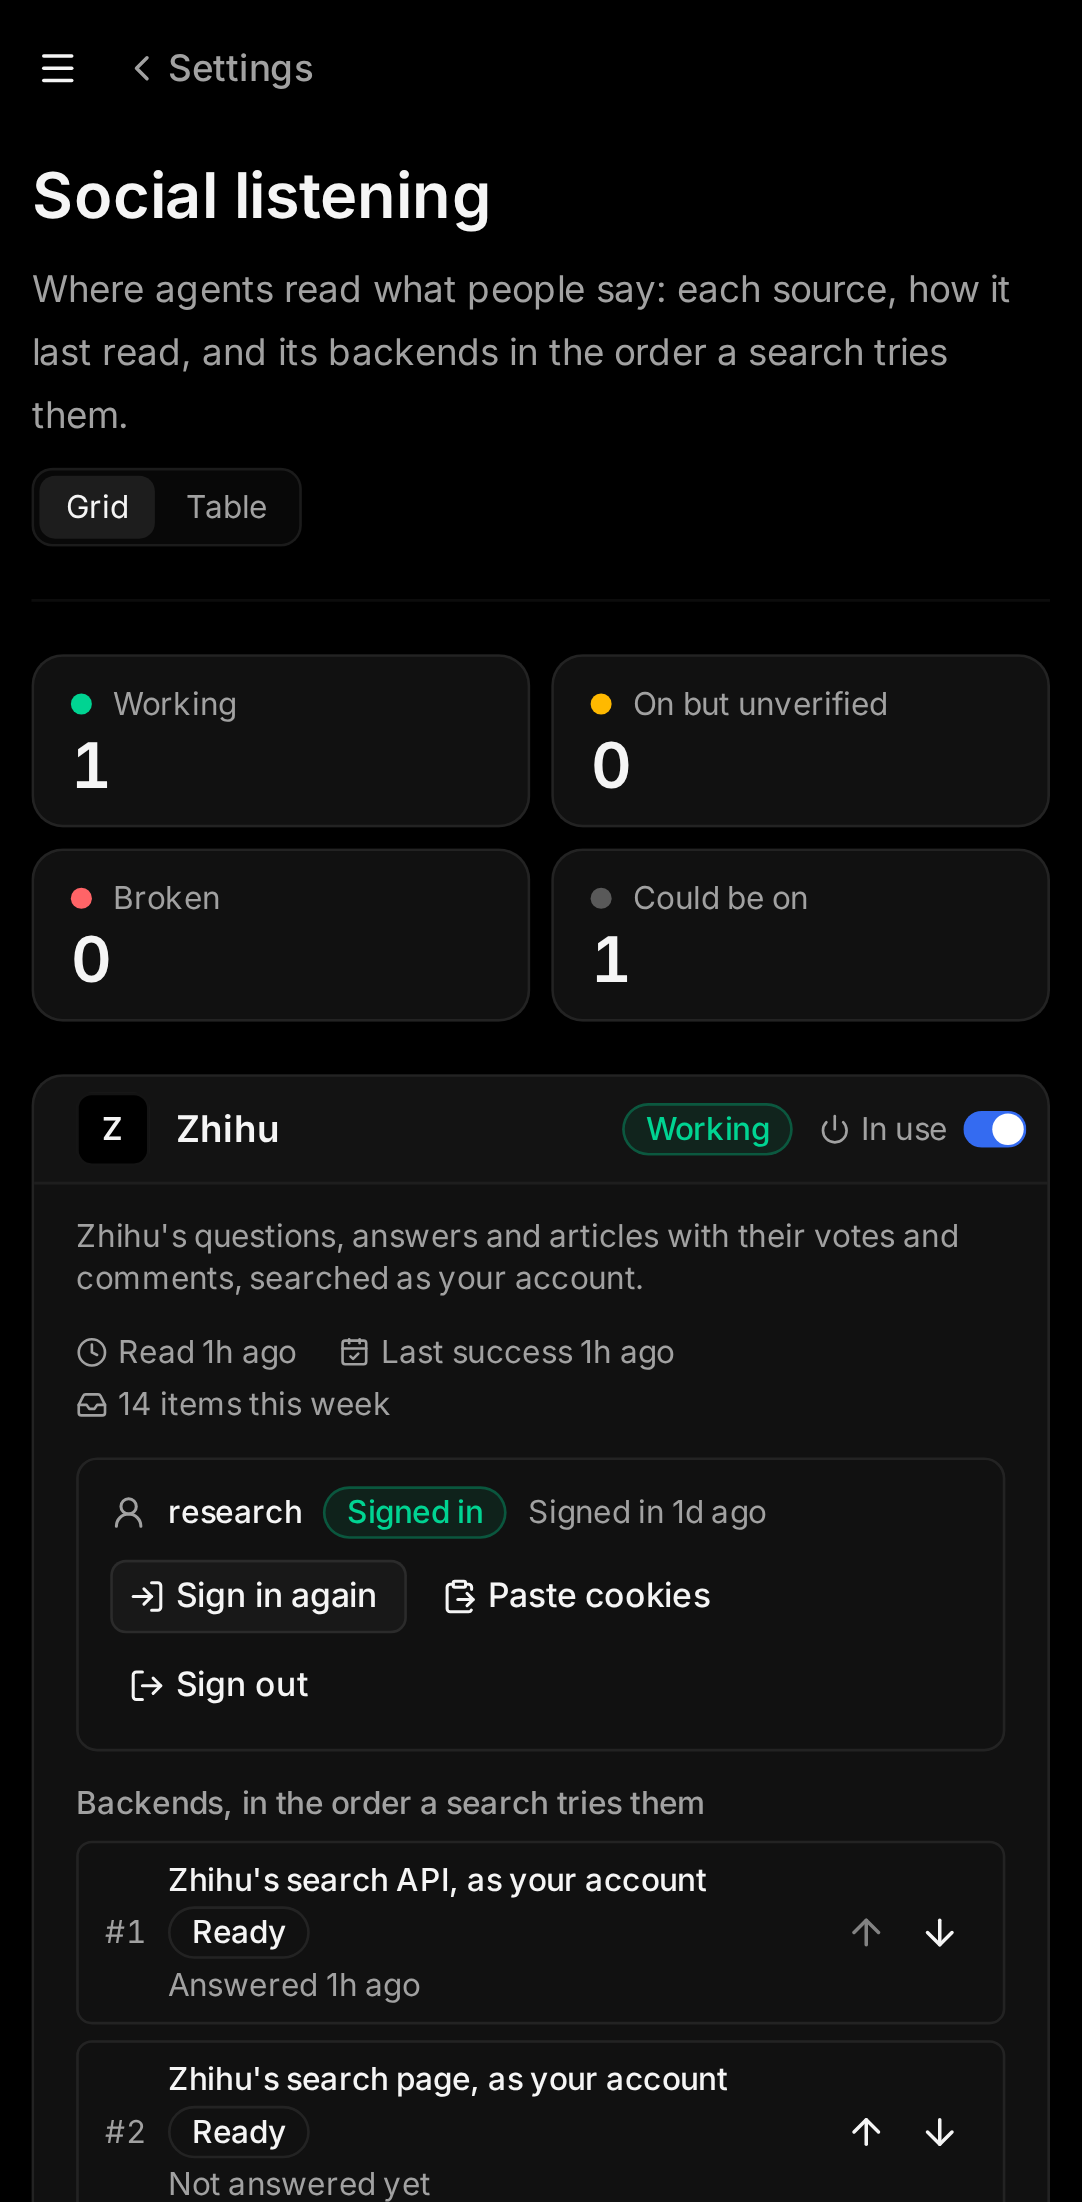 Settings
Social listening
Where agents read what people say: each source, how it
last read, and its backends in the order a search tries
them.
Grid Table
Working
1
On but unverified
0
Broken
0
Could be on
1
Z Zhihu Working In use
Zhihu's questions, answers and articles with their votes and
comments, searched as your account.
Read 1h ago Last success 1h ago
14 items this week
research Signed in Signed in 1d ago
Sign in again Paste cookies
Sign out
Backends, in the order a search tries them
Zhihu's search API, as your account
#1 Ready
Answered 1h ago
Zhihu's search page, as your account
#2 Ready
Not answered yet